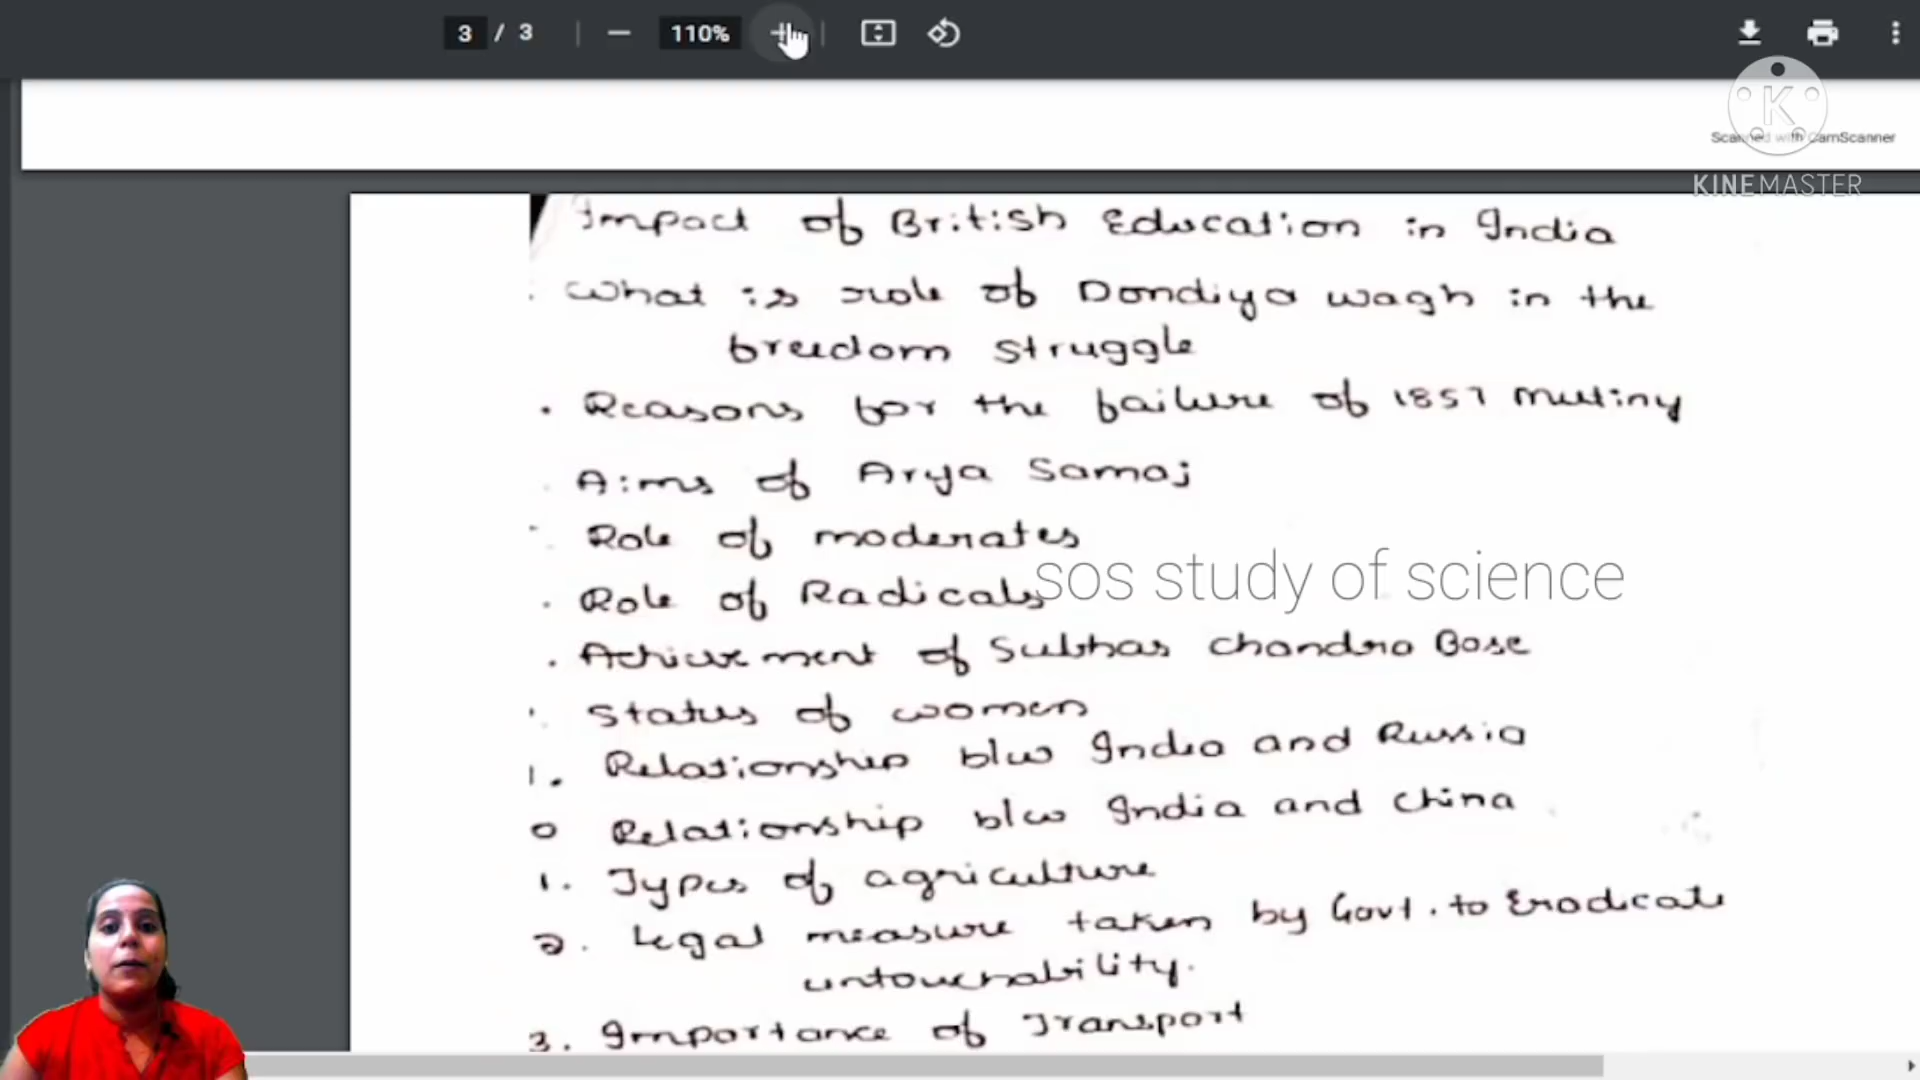 3 / 3 110%
Scanned with CamScanner
KINEMASTER
Impact of British Education in India
What is role of Dondiya wagh in the
freedom struggle
. Reasons for the failure of 1857 mutiny
Aims of Arya Samaj
Role of moderates
. Role of Radicals
sos study of science
. Achievement of Subhas Chandra Bose
Status of women
1. Relationship b/w India and Russia
0 Relationship b/w India and China
1. Types of agriculture
2. Legal measure taken by Govt. to Eradicate
untouchability.
3. Importance of Transport